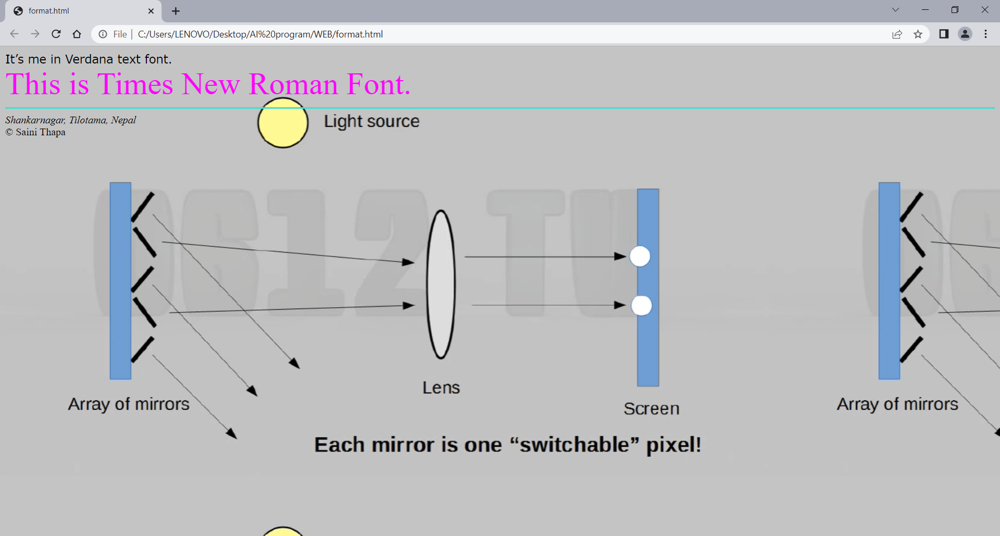 format.html
File | C:/Users/LENOVO/Desktop/AI%20program/WEB/format.html
It’s me in Verdana text font.
This is Times New Roman Font.
Shankarnagar, Tilotama, Nepal
© Saini Thapa
Light source
0612 TU
Lens
Array of mirrors
Screen
Array of mirrors
Each mirror is one “switchable” pixel!